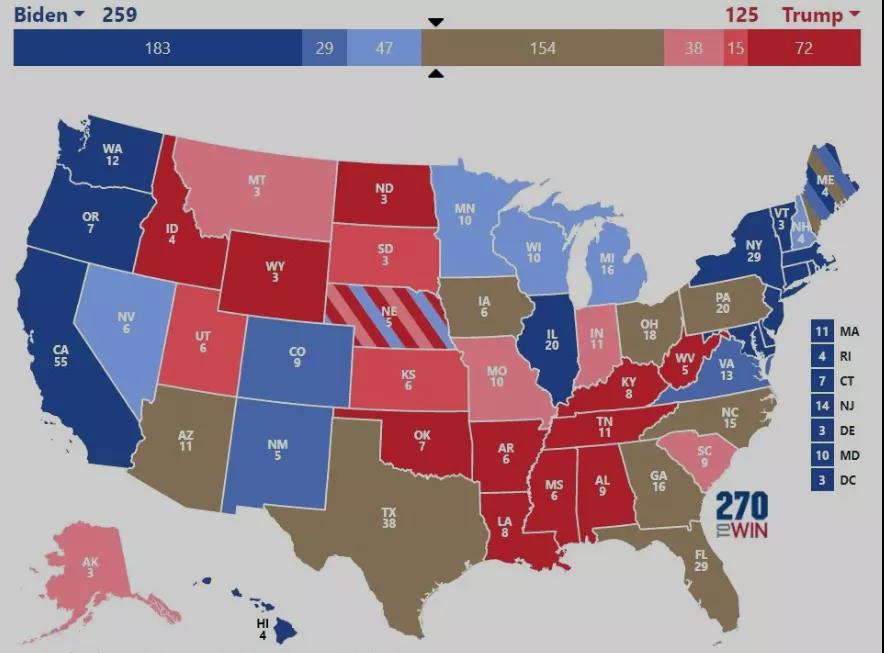 Biden 259
125 Trump
183 29 47 154 38 15 72
WA
12
OR
7
CA
55
NV
6
ID
4
MT
3
WY
3
UT
6
CO
9
AZ
11
NM
5
ND
3
SD
3
NE
5
KS
6
OK
7
TX
38
MN
10
IA
6
MO
10
AR
6
LA
8
WI
10
IL
20
MI
16
IN
11
OH
18
KY
8
TN
11
MS
6
AL
9
GA
16
FL
29
SC
9
NC
15
VA
13
WV
5
PA
20
NY
29
VT
3
NH
4
ME
4
11 MA
4 RI
7 CT
14 NJ
3 DE
10 MD
3 DC
AK
3
HI
4
270
TO WIN